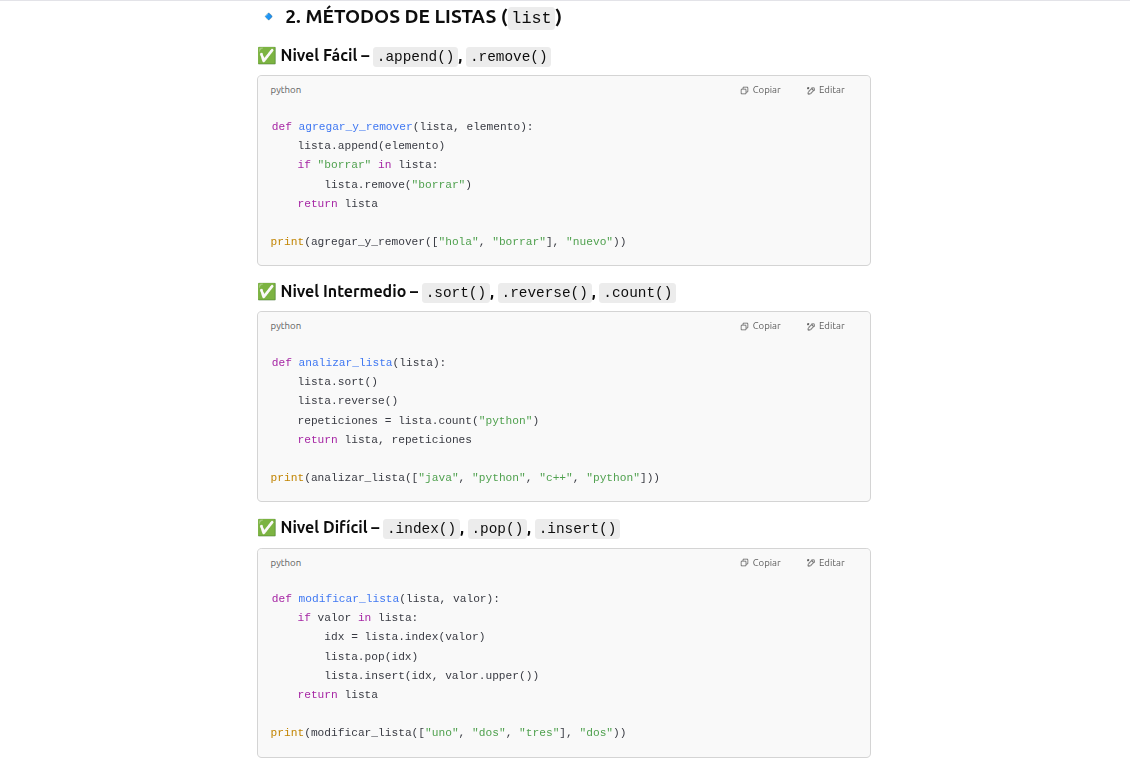 🔹 2. MÉTODOS DE LISTAS (list)
✅ Nivel Fácil – .append(), .remove()
python Copiar Editar
def agregar_y_remover(lista, elemento):
    lista.append(elemento)
    if "borrar" in lista:
        lista.remove("borrar")
    return lista
print(agregar_y_remover(["hola", "borrar"], "nuevo"))
✅ Nivel Intermedio – .sort(), .reverse(), .count()
python Copiar Editar
def analizar_lista(lista):
    lista.sort()
    lista.reverse()
    repeticiones = lista.count("python")
    return lista, repeticiones
print(analizar_lista(["java", "python", "c++", "python"]))
✅ Nivel Difícil – .index(), .pop(), .insert()
python Copiar Editar
def modificar_lista(lista, valor):
    if valor in lista:
        idx = lista.index(valor)
        lista.pop(idx)
        lista.insert(idx, valor.upper())
    return lista
print(modificar_lista(["uno", "dos", "tres"], "dos"))